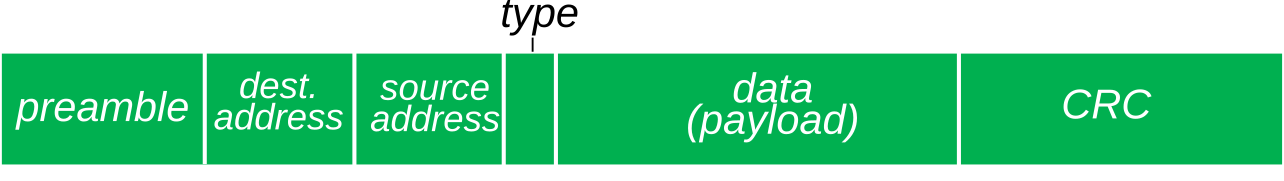 type
preamble
dest.
address
source
address
data
(payload)
CRC